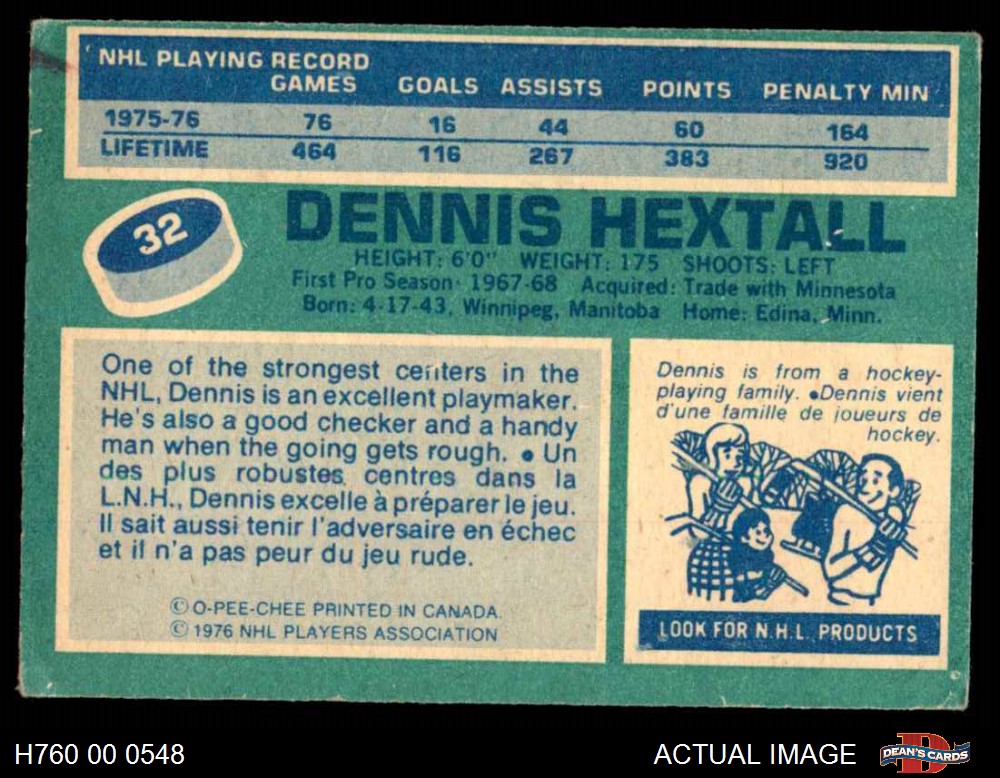 NHL PLAYING RECORD
GAMES GOALS ASSISTS POINTS PENALTY MIN
1975-76 76 16 44 60 164
LIFETIME 464 116 267 383 920
32
DENNIS HEXTALL
HEIGHT: 6'0" WEIGHT: 175 SHOOTS: LEFT
First Pro Season: 1967-68 Acquired: Trade with Minnesota
Born: 4-17-43, Winnipeg, Manitoba Home: Edina, Minn.
One of the strongest centers in the
NHL, Dennis is an excellent playmaker.
He's also a good checker and a handy
man when the going gets rough. ● Un
des plus robustes centres dans la
L.N.H., Dennis excelle à préparer le jeu.
Il sait aussi tenir l'adversaire en échec
et il n'a pas peur du jeu rude.
© O-PEE-CHEE PRINTED IN CANADA.
© 1976 NHL PLAYERS ASSOCIATION
Dennis is from a hockey-
playing family. ●Dennis vient
d'une famille de joueurs de
hockey.
LOOK FOR N.H.L. PRODUCTS
H760 00 0548 ACTUAL IMAGE
DEAN'S CARDS